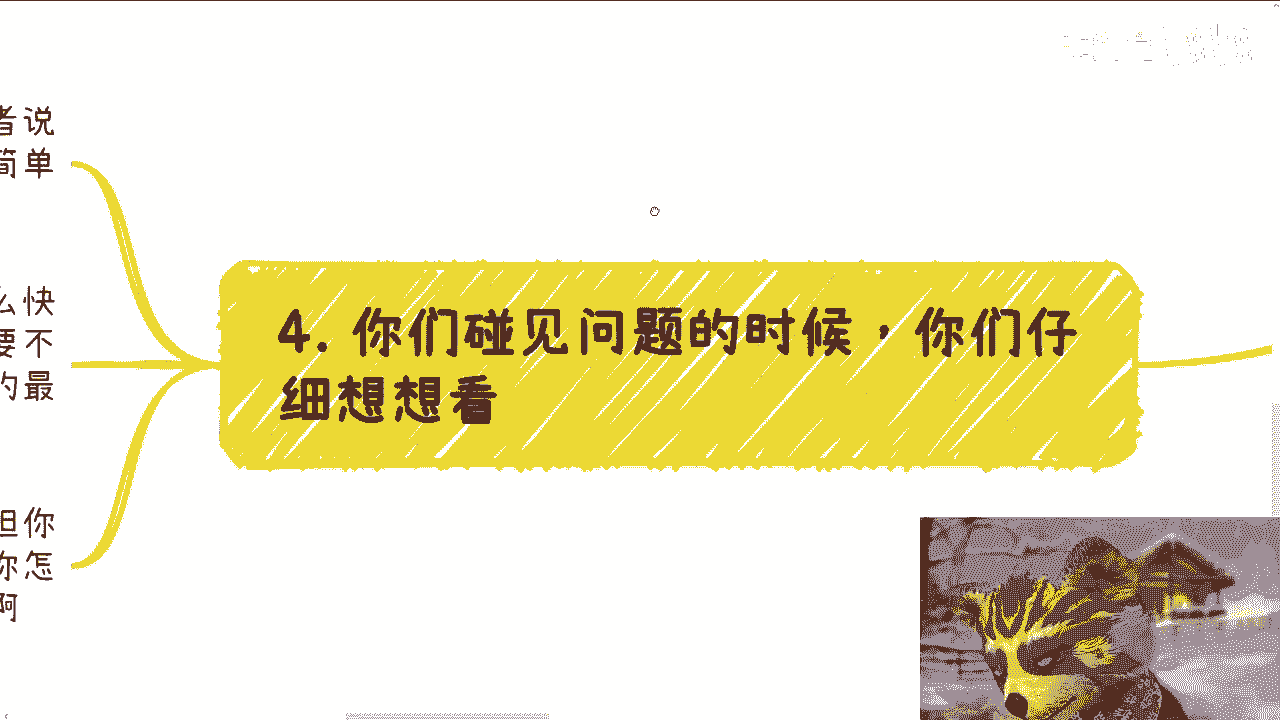 者说
简单
么快
要不
的最
但你
你怎
啊
4. 你们碰见问题的时候，你们仔
细想想看